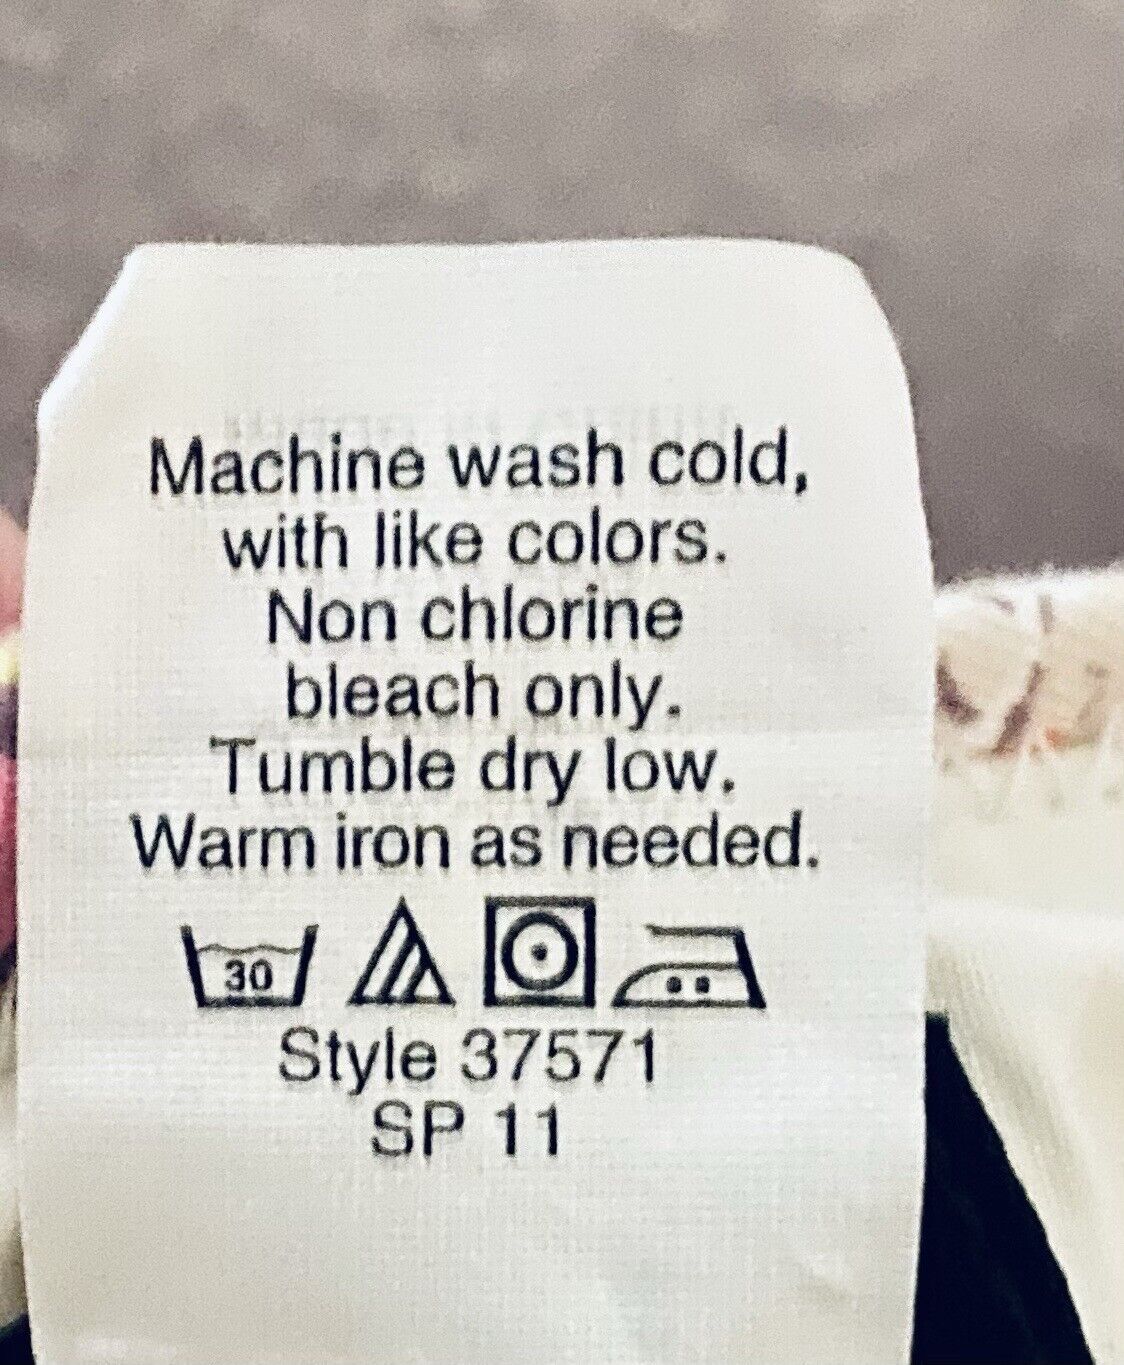 Machine wash cold,
with like colors.
Non chlorine
bleach only.
Tumble dry low.
Warm iron as needed.
30
Style 37571
SP 11